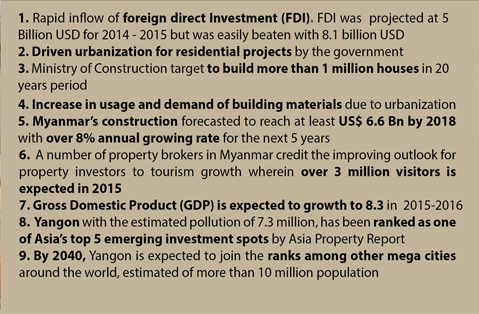 1. Rapid inflow of foreign direct Investment (FDI). FDI was projected at 5
Billion USD for 2014 - 2015 but was easily beaten with 8.1 billion USD
2. Driven urbanization for residential projects by the government
3. Ministry of Construction target to build more than 1 million houses in 20
years period
4. Increase in usage and demand of building materials due to urbanization
5. Myanmar's construction forecasted to reach at least US$ 6.6 Bn by 2018
with over 8% annual growing rate for the next 5 years
6. A number of property brokers in Myanmar credit the improving outlook for
property investors to tourism growth wherein over 3 million visitors is
expected in 2015
7. Gross Domestic Product (GDP) is expected to growth to 8.3 in 2015-2016
8. Yangon with the estimated pollution of 7.3 million, has been ranked as one
of Asia's top 5 emerging investment spots by Asia Property Report
9. By 2040, Yangon is expected to join the ranks among other mega cities
around the world, estimated of more than 10 million population